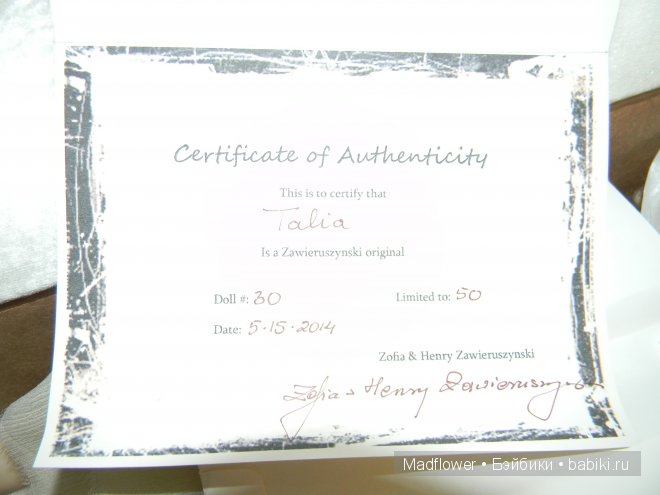 Certificate of Authenticity
This is to certify that
Talia
Is a Zawieruszynski original
Doll #: 30 Limited to: 50
Date: 5-15-2014
Zofia & Henry Zawieruszynski
Zofia & Henry Zawieruszynski
Madflower • Бэйбики • babiki.ru